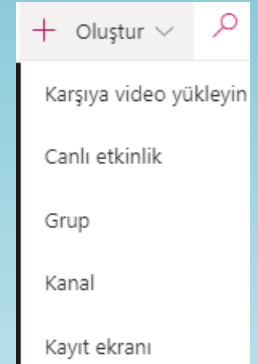 Oluştur
Karşıya video yükleyin
Canlı etkinlik
Grup
Kanal
Kayıt ekranı